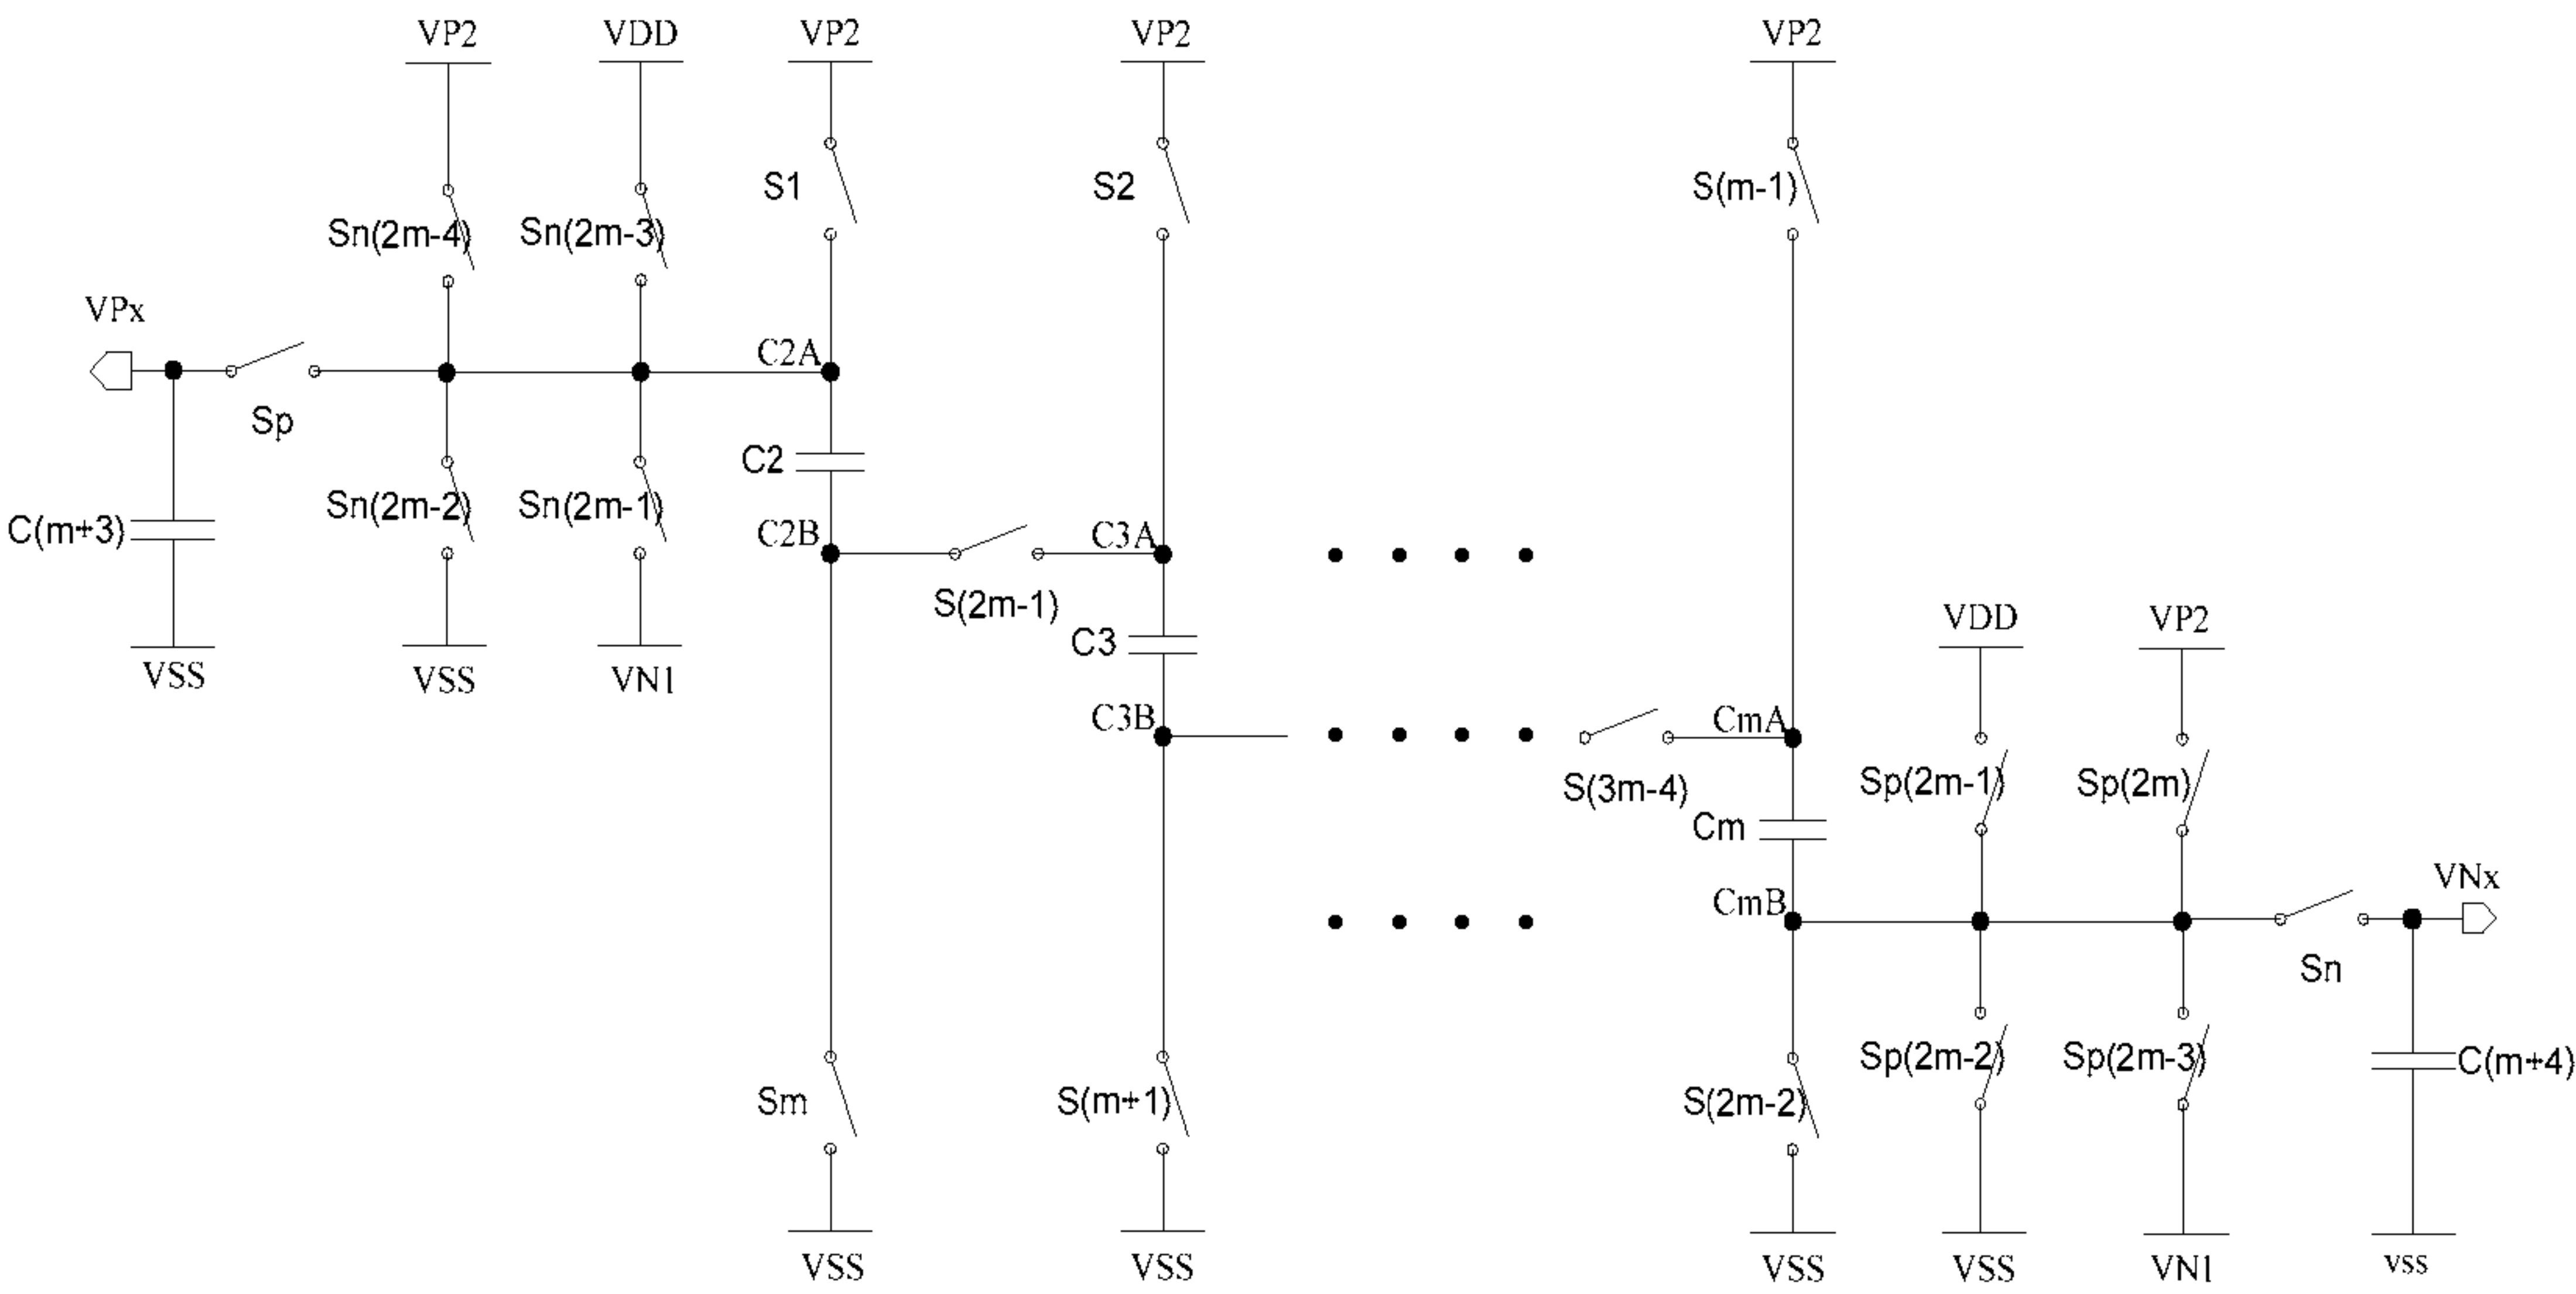 VP2 VDD VP2 VP2 VP2
S1 S2 S(m-1)
Sn(2m-4) Sn(2m-3)
VPx
C2A
Sp
C2
Sn(2m-2) Sn(2m-1)
C(m+3)
C2B C3A
S(2m-1)
VDD VP2
C3
VSS VSS VN1
C3B CmA
S(3m-4) Sp(2m-1) Sp(2m)
Cm
VNx
CmB
Sn
Sp(2m-2) Sp(2m-3) C(m+4)
Sm S(m+1) S(2m-2)
VSS VSS VSS VSS VN1 vss